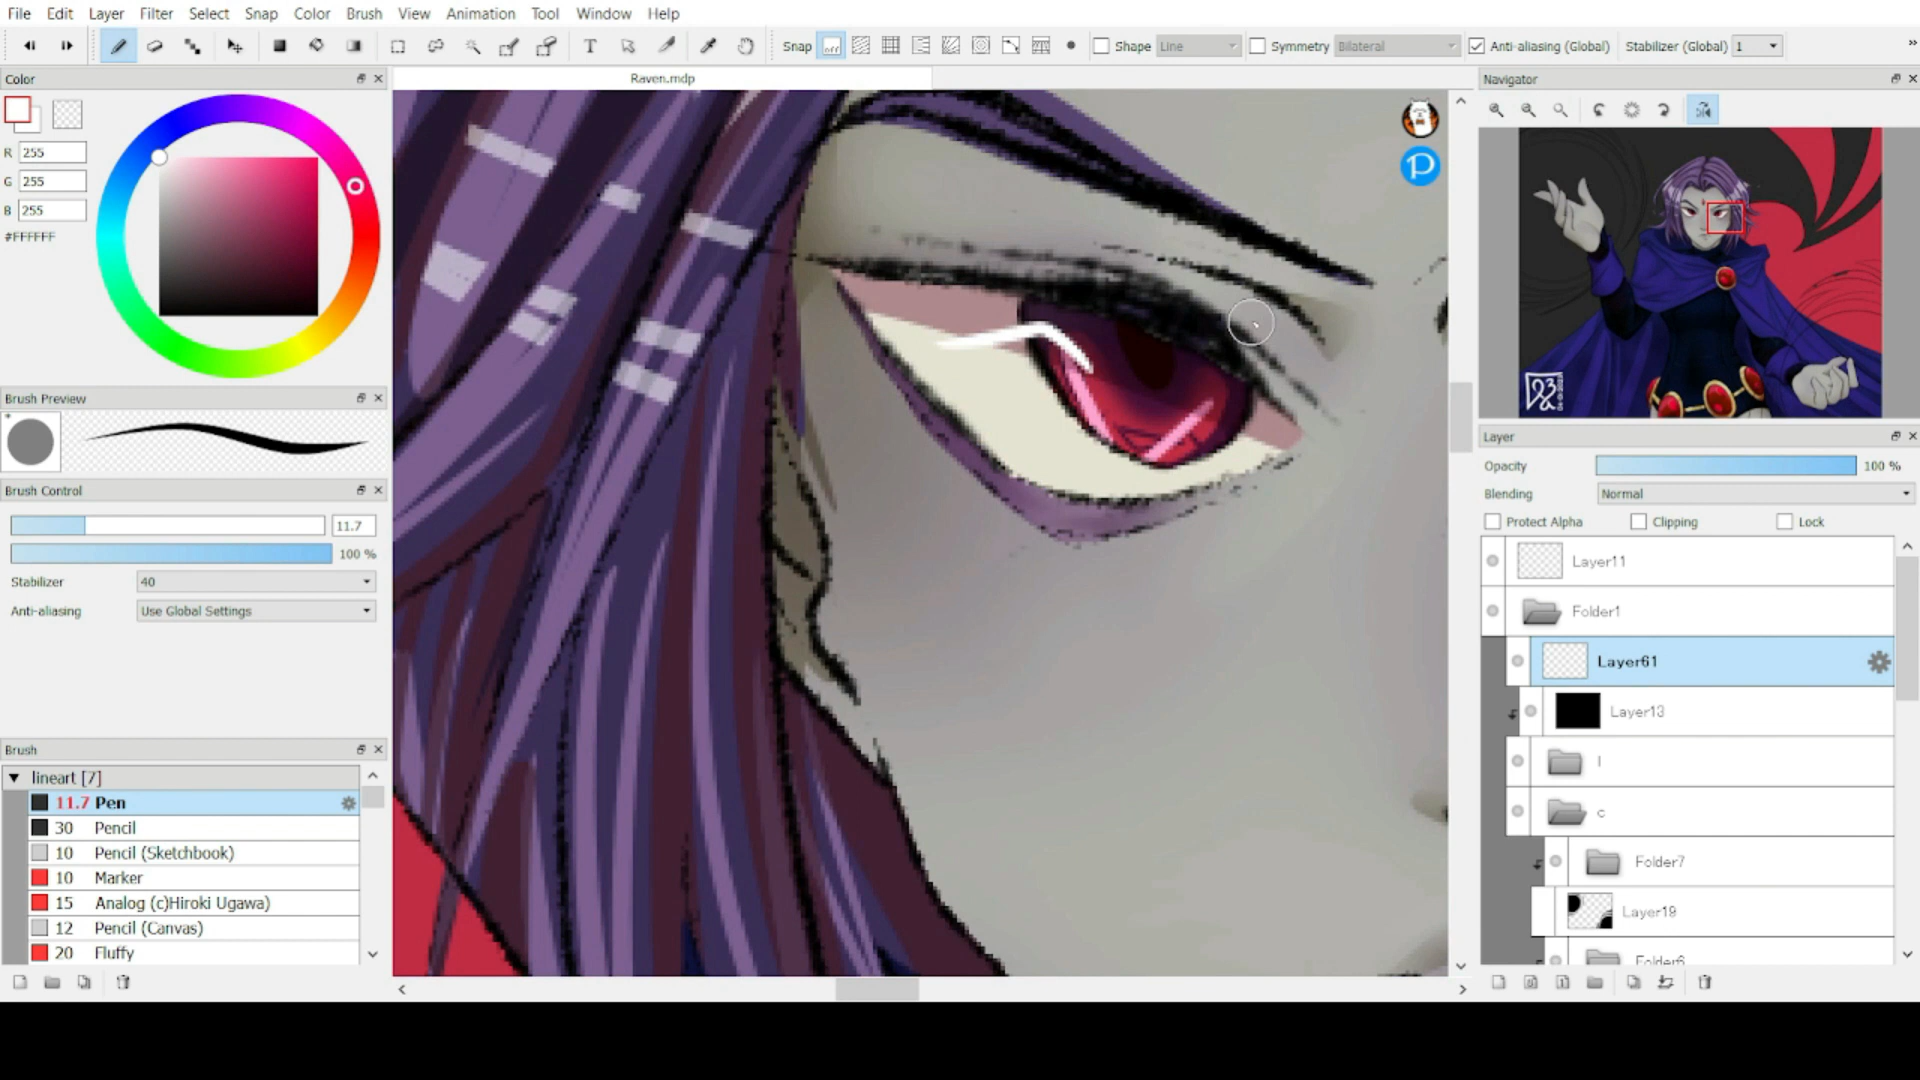 File Edit Layer Filter Select Snap Color Brush View Animation Tool Window Help
T Snap off Shape Line Symmetry Bilateral Anti-aliasing (Global) Stabilizer (Global) 1
Color
R 255
G 255
B 255
#FFFFFF
Brush Preview
Brush Control
11.7
100 %
Stabilizer 40
Anti-aliasing Use Global Settings
Brush
lineart [7]
11.7 Pen
30 Pencil
10 Pencil (Sketchbook)
10 Marker
15 Analog (c)Hiroki Ugawa)
12 Pencil (Canvas)
20 Fluffy
Raven.mdp
Navigator
Layer
Opacity 100 %
Blending Normal
Protect Alpha Clipping Lock
Layer11
Folder1
Layer61
Layer13
l
c
Folder7
Layer19
Folder6